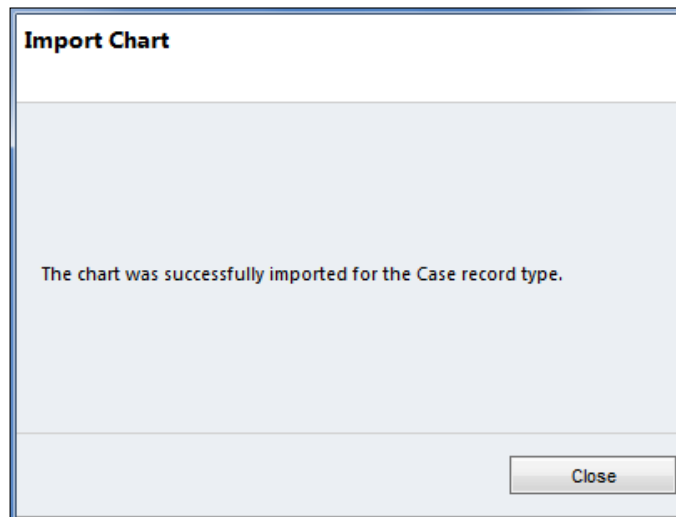 Import Chart
The chart was successfully imported for the Case record type.
Close